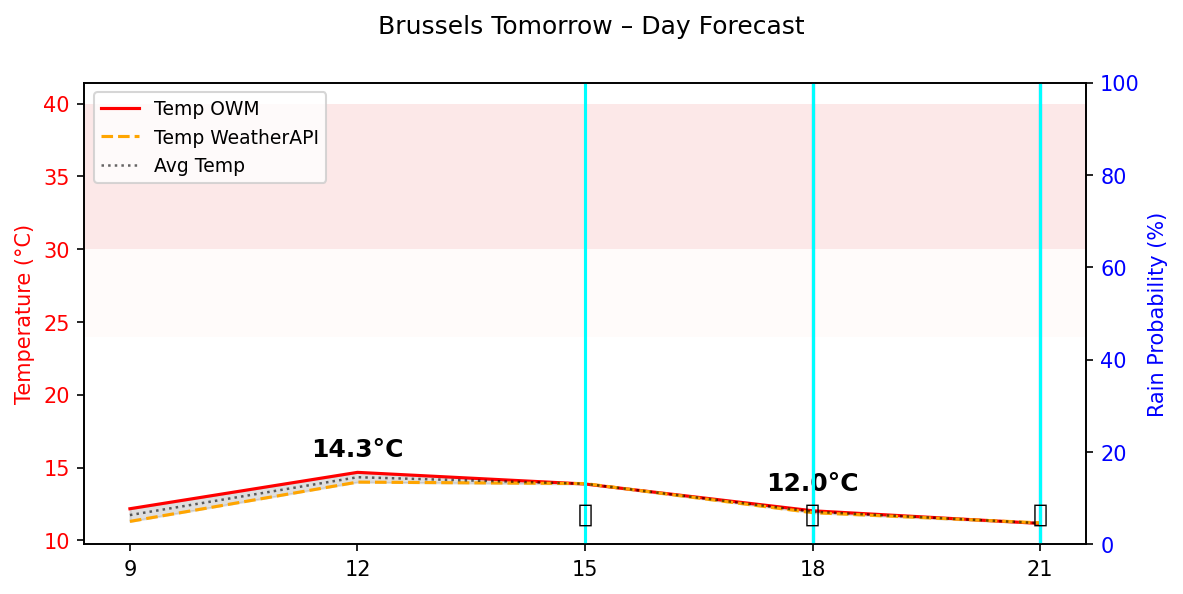 Brussels Tomorrow – Day Forecast
Temp OWM
Temp WeatherAPI
Avg Temp
Temperature (°C)
40
35
30
25
20
15
10
14.3°C
12.0°C
9
12
15
18
21
100
80
60
40
20
0
Rain Probability (%)